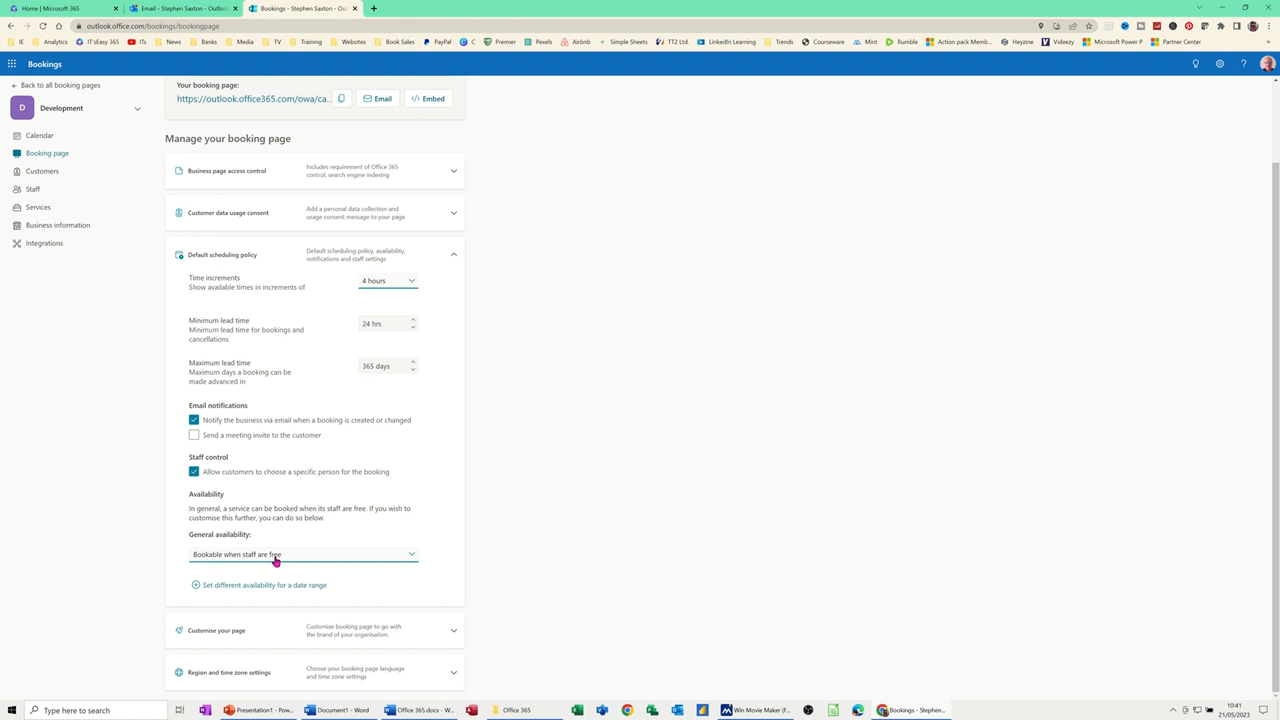 Home | Microsoft 365
Email - Stephen Saxton - Outlook
Bookings - Stephen Saxton - Out
outlook.office.com/bookings/bookingpage
IE
Analytics
IT'sEasy 365
ITs
News
Banks
Media
TV
Training
Websites
Book Sales
PayPal
C
Premier
Pexels
Airbnb
Simple Sheets
TT2 Ltd.
LinkedIn Learning
Trends
Courseware
Mint
Rumble
Action pack Memb...
Heyzine
Videezy
Microsoft Power P
Partner Center
»
Bookings
?
Back to all booking pages
D
Development
Calendar
Booking page
Customers
Staff
Services
Business information
Integrations
Your booking page:
https://outlook.office365.com/owa/ca...
Email
Embed
Manage your booking page
Business page access control
Includes requirement of Office 365
control, search engine indexing
Customer data usage consent
Add a personal data collection and
usage consent message to your page
Default scheduling policy
Default scheduling policy, availability,
notifications and staff settings
Time increments
Show available times in increments of
4 hours
Minimum lead time
Minimum lead time for bookings and
cancellations
24 hrs
Maximum lead time
Maximum days a booking can be
made advanced in
365 days
Email notifications
Notify the business via email when a booking is created or changed
Send a meeting invite to the customer
Staff control
Allow customers to choose a specific person for the booking
Availability
In general, a service can be booked when its staff are free. If you wish to
customise this further, you can do so below.
General availability:
Bookable when staff are free
Set different availability for a date range
Customise your page
Customise booking page to go with
the brand of your organisation.
Region and time zone settings
Choose your booking page language
and time zone settings
Type here to search
Presentation1 - Pow...
Document1 - Word
Office 365.docx - W...
Office 365
Win Movie Maker (F...
Bookings - Stephen...
10:41
21/05/2023